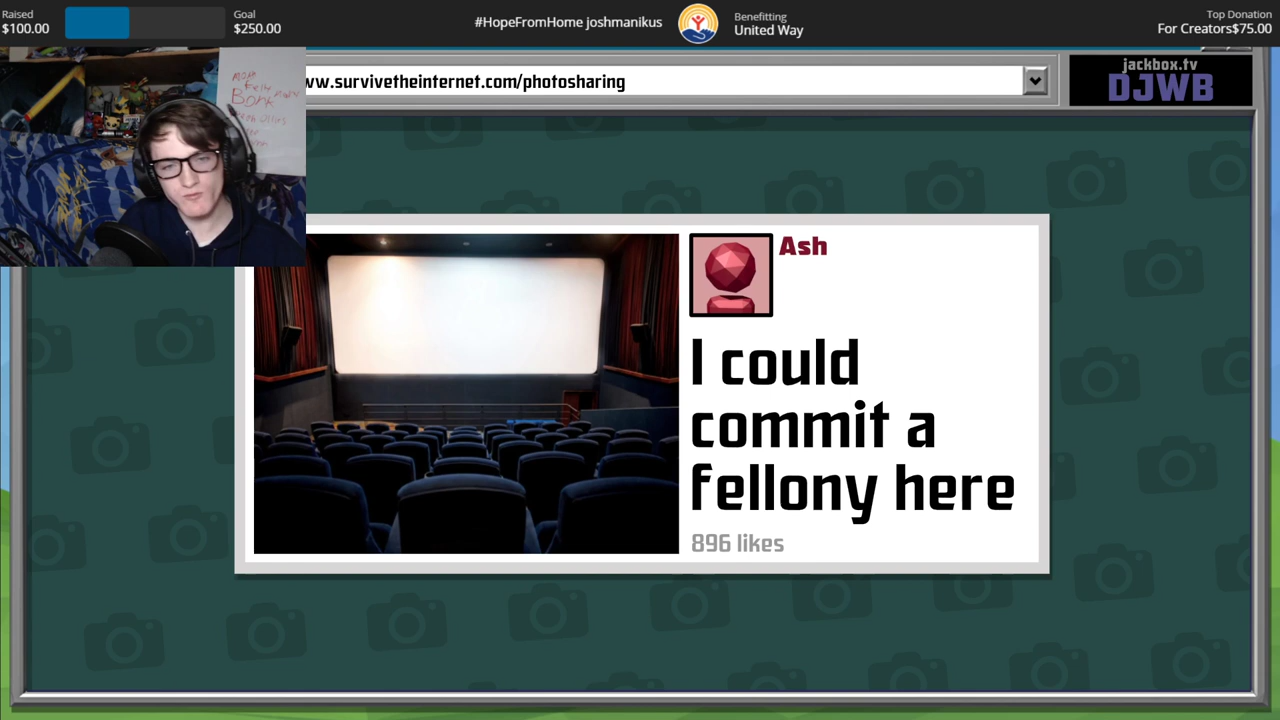 Raised
$100.00
Goal
$250.00
#HopeFromHome joshmanikus
Benefitting
United Way
Top Donation
For Creators$75.00
ww.survivetheinternet.com/photosharing
jackbox.tv
DJWB
Bork
Ash
I could
commit a
fellony here
896 likes